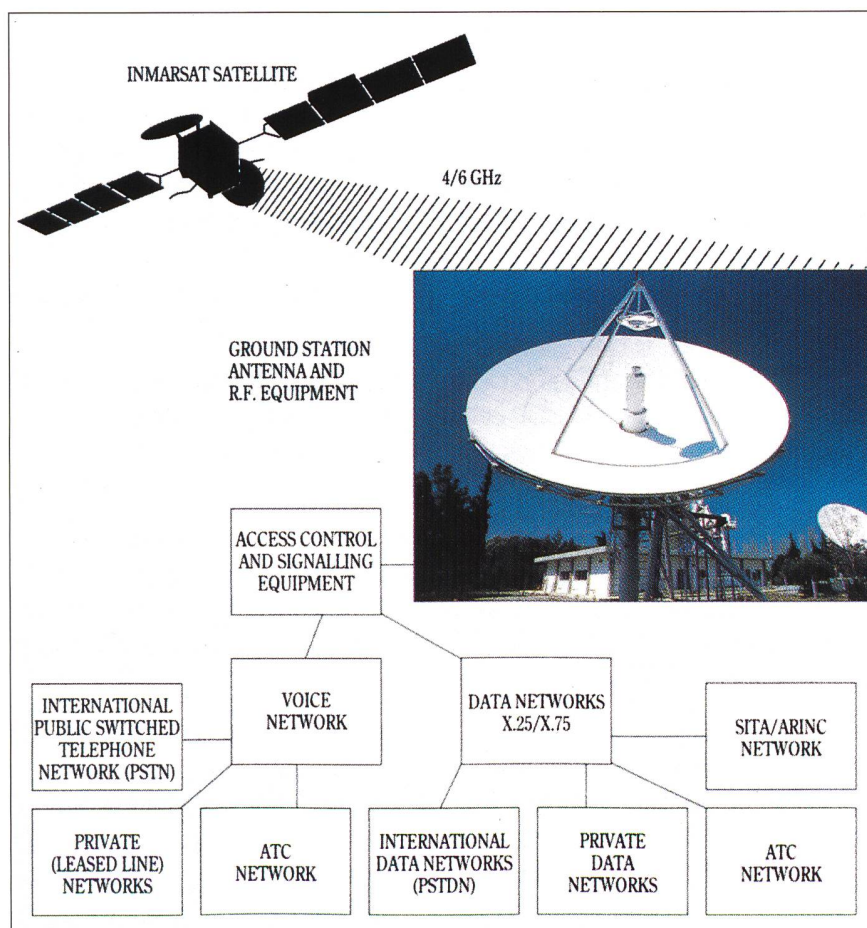 INMARSAT SATELLITE
4/6 GHz
GROUND STATION
ANTENNA AND
R.F. EQUIPMENT
ACCESS CONTROL
AND SIGNALLING
EQUIPMENT
VOICE
NETWORK
DATA NETWORKS
X.25/X.75
INTERNATIONAL
PUBLIC SWITCHED
TELEPHONE
NETWORK (PSTN)
SITA/ARINC
NETWORK
PRIVATE
(LEASED LINE)
NETWORKS
ATC
NETWORK
INTERNATIONAL
DATA NETWORKS
(PSTDN)
PRIVATE
DATA
NETWORKS
ATC
NETWORK